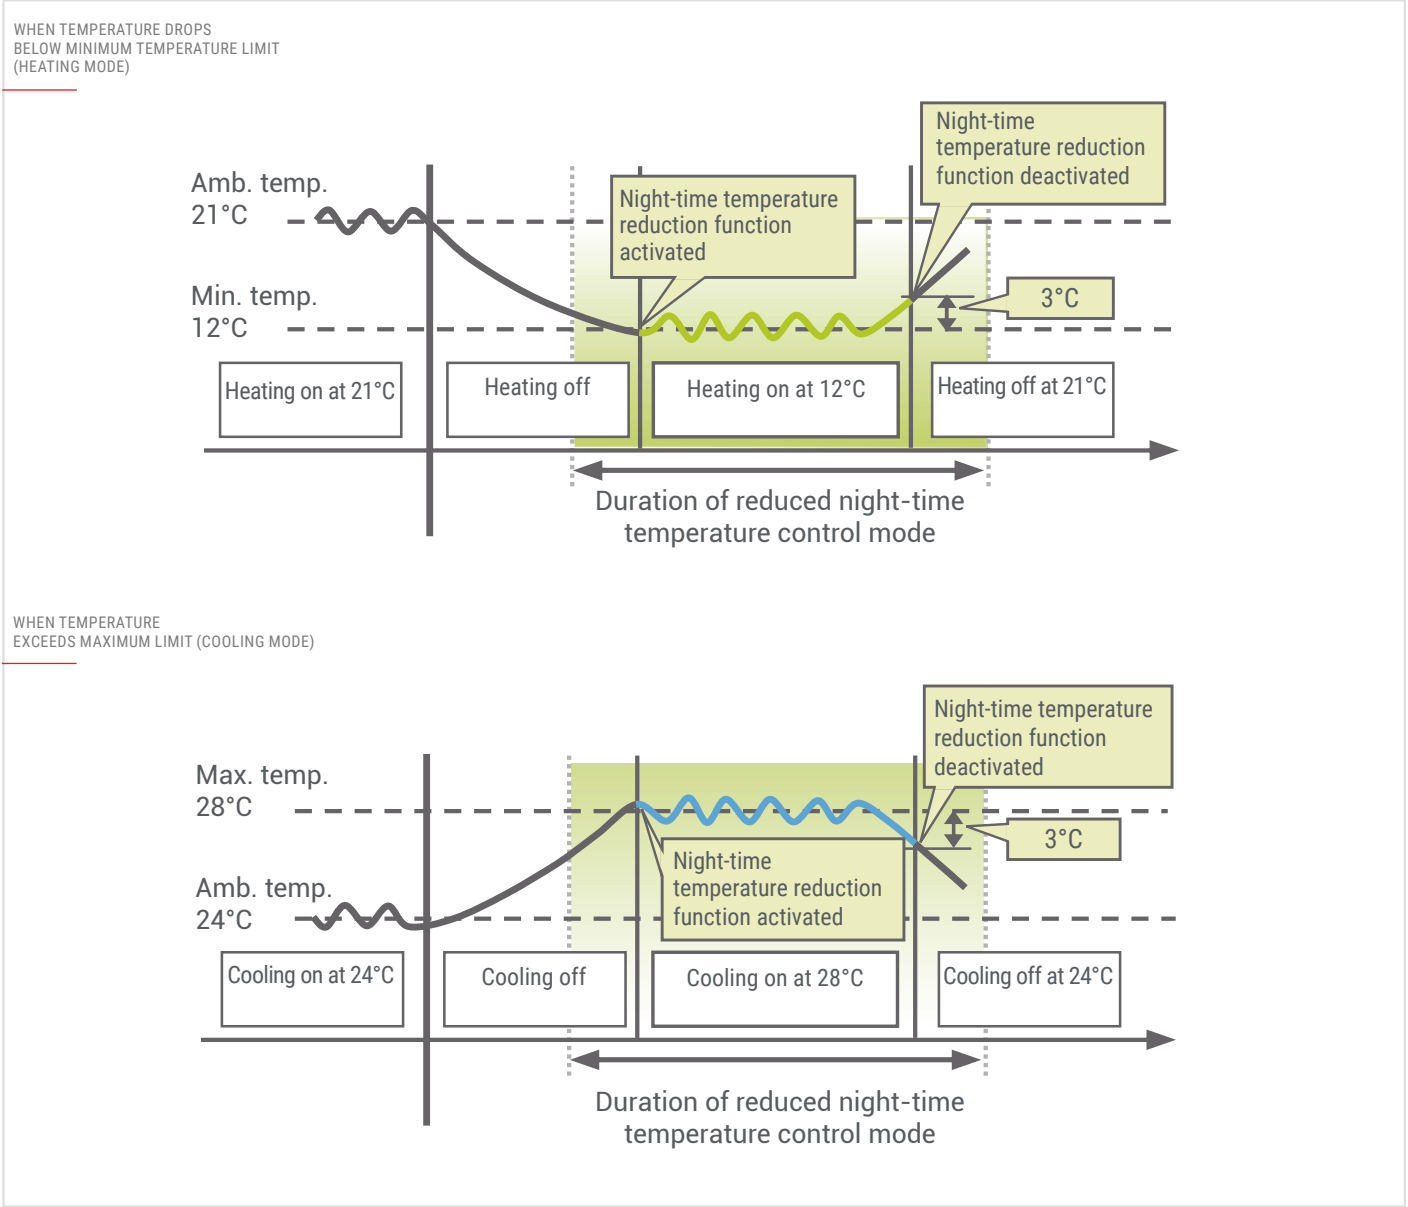 WHEN TEMPERATURE DROPS
BELOW MINIMUM TEMPERATURE LIMIT
(HEATING MODE)
Night-time
temperature reduction
function deactivated
Amb. temp.
21°C
Night-time temperature
reduction function
activated
Min. temp.
12°C
3°C
Heating on at 21°C
Heating off
Heating on at 12°C
Heating off at 21°C
Duration of reduced night-time
temperature control mode
WHEN TEMPERATURE
EXCEEDS MAXIMUM LIMIT (COOLING MODE)
Night-time temperature
reduction function
deactivated
Max. temp.
28°C
3°C
Night-time
temperature reduction
function activated
Amb. temp.
24°C
Cooling on at 24°C
Cooling off
Cooling on at 28°C
Cooling off at 24°C
Duration of reduced night-time
temperature control mode